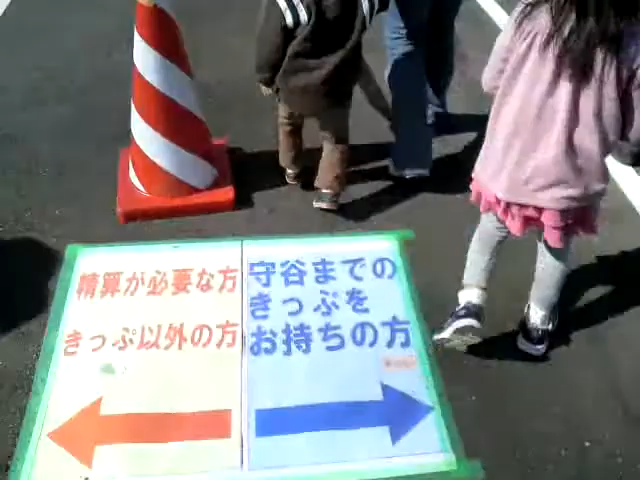 精算が必要な方
きっぷ以外の方
守谷までの
きっぷを
お持ちの方